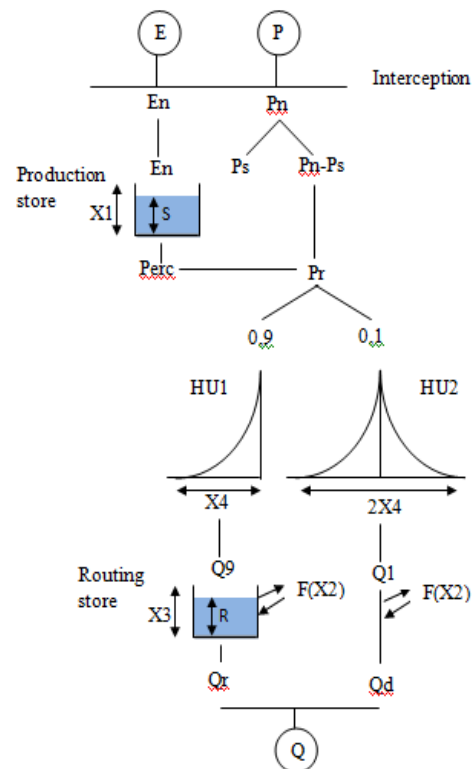 E P
Interception
En Pn
En Ps Pn-Ps
Production
store
X1 S
Perc Pr
0,9 0,1
HU1 HU2
X4 2X4
Q9 Q1
Routing
store
F(X2) F(X2)
X3 R
Qr Qd
Q